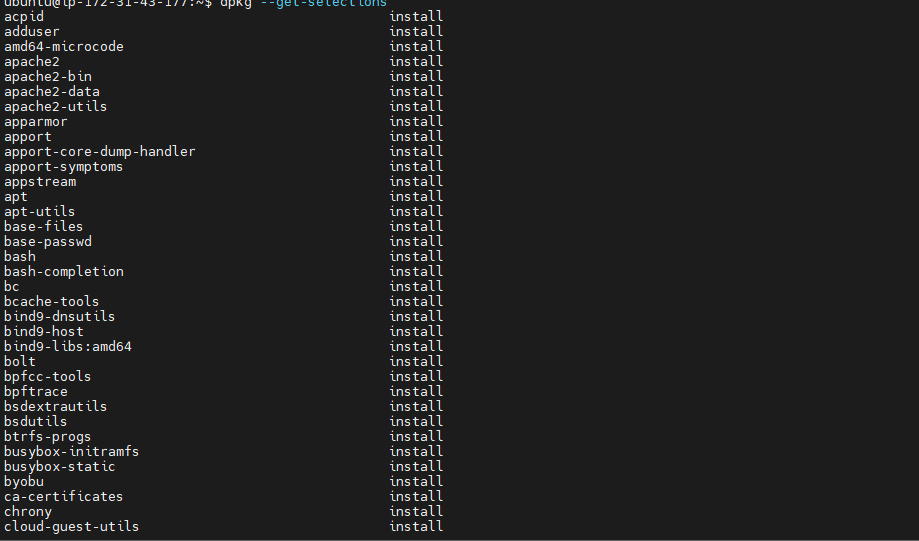 ubuntu@ip-172-31-43-177:~$ dpkg --get-selections
acpid install
adduser install
amd64-microcode install
apache2 install
apache2-bin install
apache2-data install
apache2-utils install
apparmor install
apport install
apport-core-dump-handler install
apport-symptoms install
appstream install
apt install
apt-utils install
base-files install
base-passwd install
bash install
bash-completion install
bc install
bcache-tools install
bind9-dnsutils install
bind9-host install
bind9-libs:amd64 install
bolt install
bpfcc-tools install
bpftrace install
bsdextrautils install
bsdutils install
btrfs-progs install
busybox-initramfs install
busybox-static install
byobu install
ca-certificates install
chrony install
cloud-guest-utils install